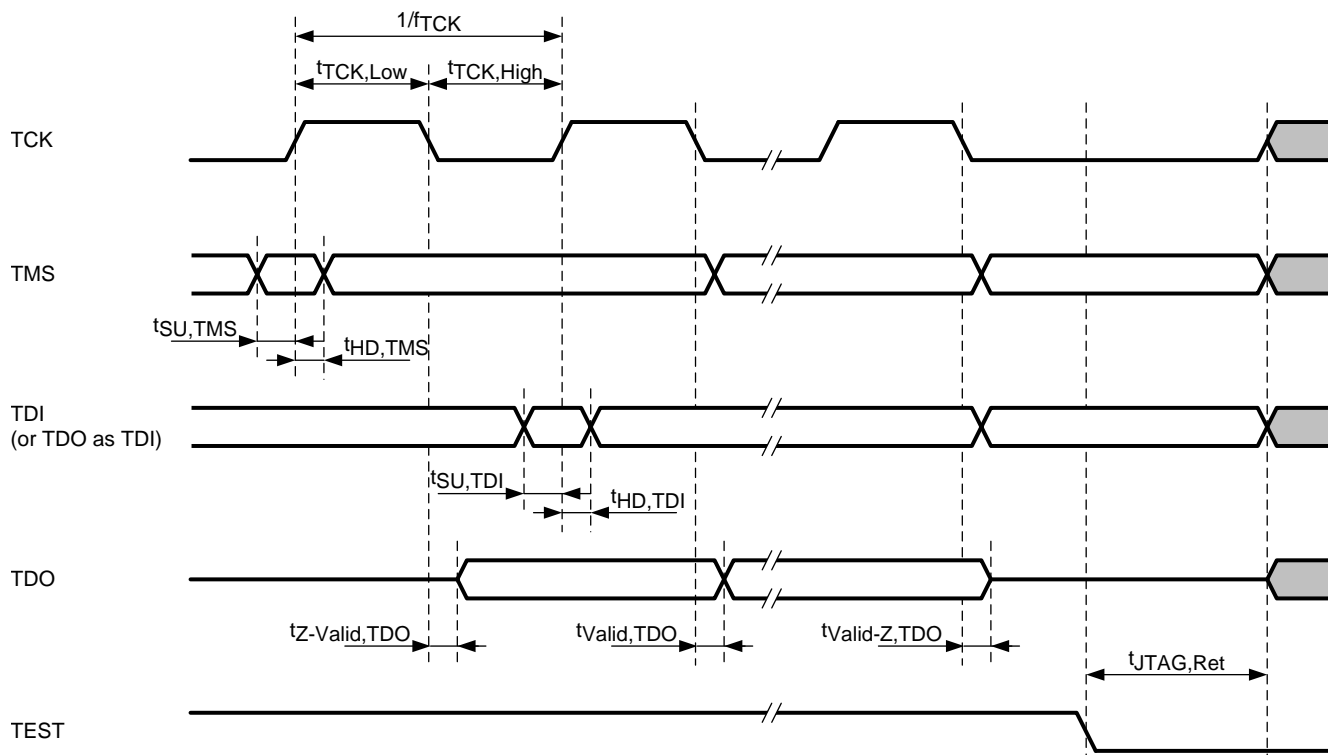 1/fTCK
tTCK,Low tTCK,High
TCK
TMS
tSU,TMS
tHD,TMS
TDI
(or TDO as TDI)
tSU,TDI
tHD,TDI
TDO
tZ-Valid,TDO tValid,TDO tValid-Z,TDO
tJTAG,Ret
TEST